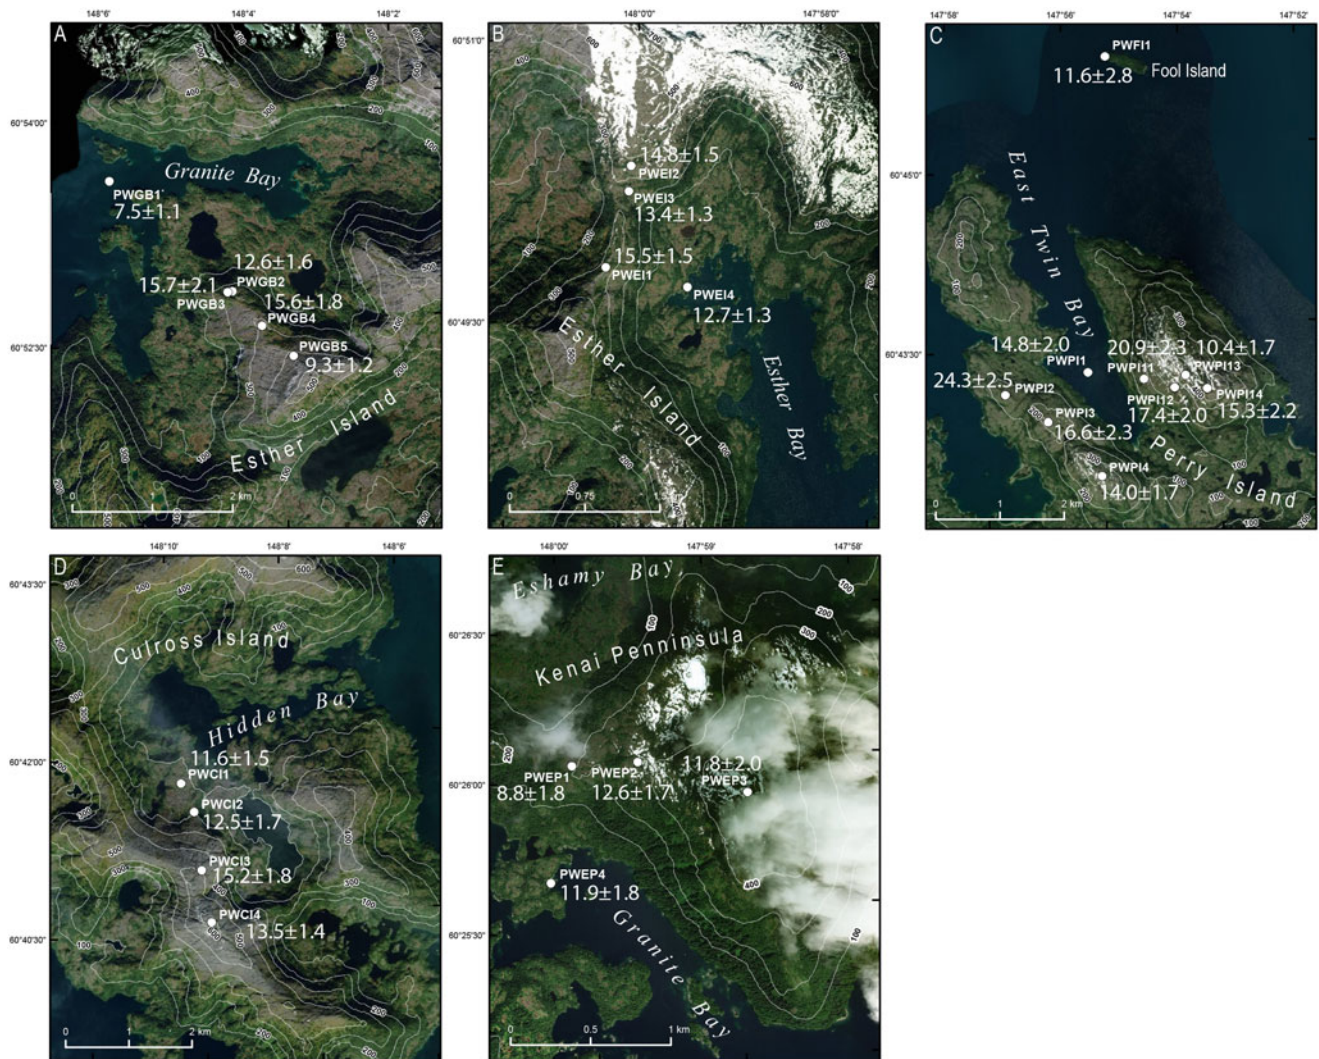 148°6'
148°4'
148°2'
A
60°54'00"
60°52'30"
Granite Bay
PWGB1
7.5±1.1
12.6±1.6
PWGB2
15.7±2.1
PWGB3
15.6±1.8
PWGB4
PWGB5
9.3±1.2
Esther Island
0
1
2 km
148°0'00"
147°58'00"
B
60°51'0"
60°49'30"
14.8±1.5
PWEI2
PWEI3
13.4±1.3
15.5±1.5
PWEI1
PWEI4
12.7±1.3
Esther Island
Esther Bay
0
0.75
1.5
147°58'
147°56'
147°54'
147°52'
C
60°45'0"
60°43'30"
PWFI1
11.6±2.8
Fool Island
East Twin Bay
14.8±2.0
PWPI1
24.3±2.5
PWPI2
PWPI3
16.6±2.3
PWPI4
14.0±1.7
20.9±2.3
PWPI11
10.4±1.7
PWPI13
PWPI12
17.4±2.0
PWPI14
15.3±2.2
Perry Island
0
1
2 km
148°10'
148°8'
148°6'
D
60°43'30"
60°42'00"
60°40'30"
Culross Island
Hidden Bay
11.6±1.5
PWCI1
PWCI2
12.5±1.7
PWCI3
15.2±1.8
PWCI4
13.5±1.4
0
1
2 km
148°0'00"
147°59'
147°58'
E
60°26'30"
60°26'00"
60°25'30"
Eshamy Bay
Kenai Penninsula
PWEP1
8.8±1.8
PWEP2
12.6±1.7
11.8±2.0
PWEP3
PWEP4
11.9±1.8
Granite Bay
0
0.5
1 km